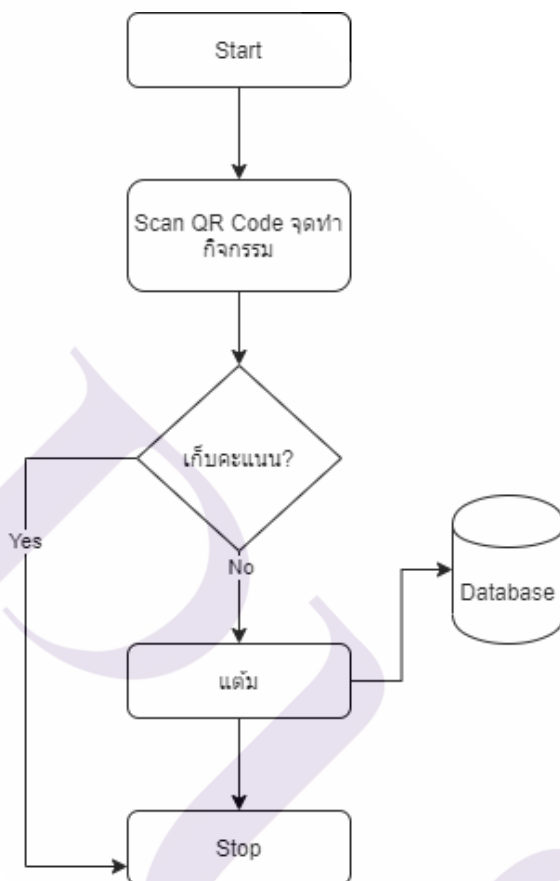 Start
Scan QR Code จุดทำ
กิจกรรม
เก็บคะแนน?
Yes
No
Database
แต้ม
Stop